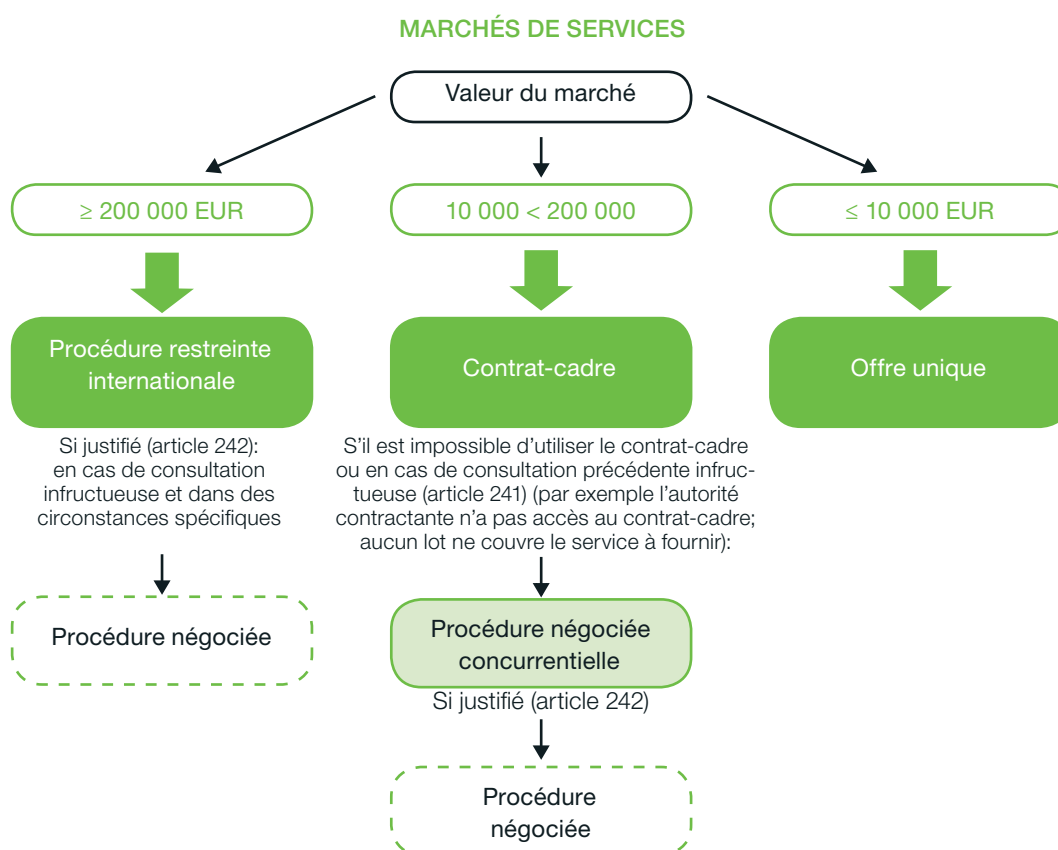 MARCHÉS DE SERVICES
Valeur du marché
≥ 200 000 EUR
10 000 < 200 000
≤ 10 000 EUR
Procédure restreinte
internationale
Contrat-cadre
Offre unique
Si justifié (article 242):
en cas de consultation
infructueuse et dans des
circonstances spécifiques
S'il est impossible d'utiliser le contrat-cadre
ou en cas de consultation précédente infruc-
tueuse (article 241) (par exemple l'autorité
contractante n'a pas accès au contrat-cadre;
aucun lot ne couvre le service à fournir):
Procédure négociée
Procédure négociée
concurrentielle
Si justifié (article 242)
Procédure
négociée